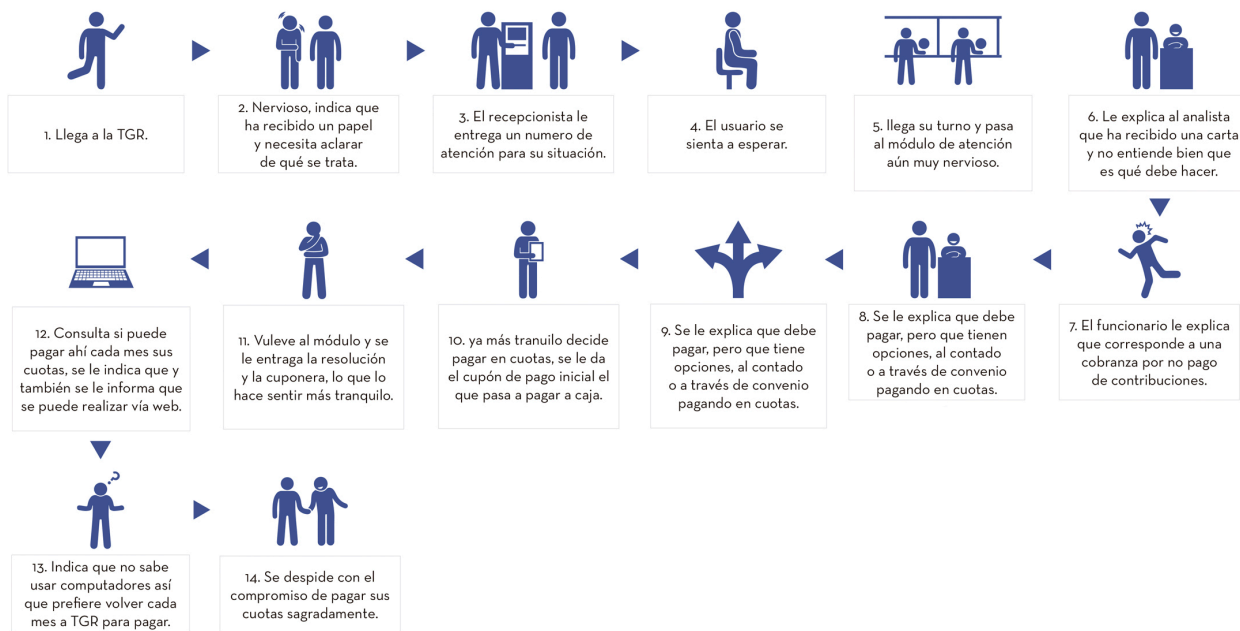 1. Llega a la TGR.
2. Nervioso, indica que
ha recibido un papel
y necesita aclarar
de qué se trata.
3. El recepcionista le
entrega un numero de
atención para su situación.
4. El usuario se
sienta a esperar.
5. llega su turno y pasa
al módulo de atención
aún muy nervioso.
6. Le explica al analista
que ha recibido una carta
y no entiende bien que
es qué debe hacer.
7. El funcionario le explica
que corresponde a una
cobranza por no pago
de contribuciones.
8. Se le explica que debe
pagar, pero que tienen
opciones, al contado
o a través de convenio
pagando en cuotas.
9. Se le explica que debe
pagar, pero que tiene
opciones, al contado
o a través de convenio
pagando en cuotas.
10. ya más tranuilo decide
pagar en cuotas, se le da
el cupón de pago inicial el
que pasa a pagar a caja.
11. Vuleve al módulo y se
le entraga la resolución
y la cuponera, lo que lo
hace sentir más tranquilo.
12. Consulta si puede
pagar ahí cada mes sus
cuotas, se le indica que y
también se le informa que
se puede realizar vía web.
13. Indica que no sabe
usar computadores así
que prefiere volver cada
mes a TGR para pagar.
14. Se despide con el
compromiso de pagar sus
cuotas sagradamente.